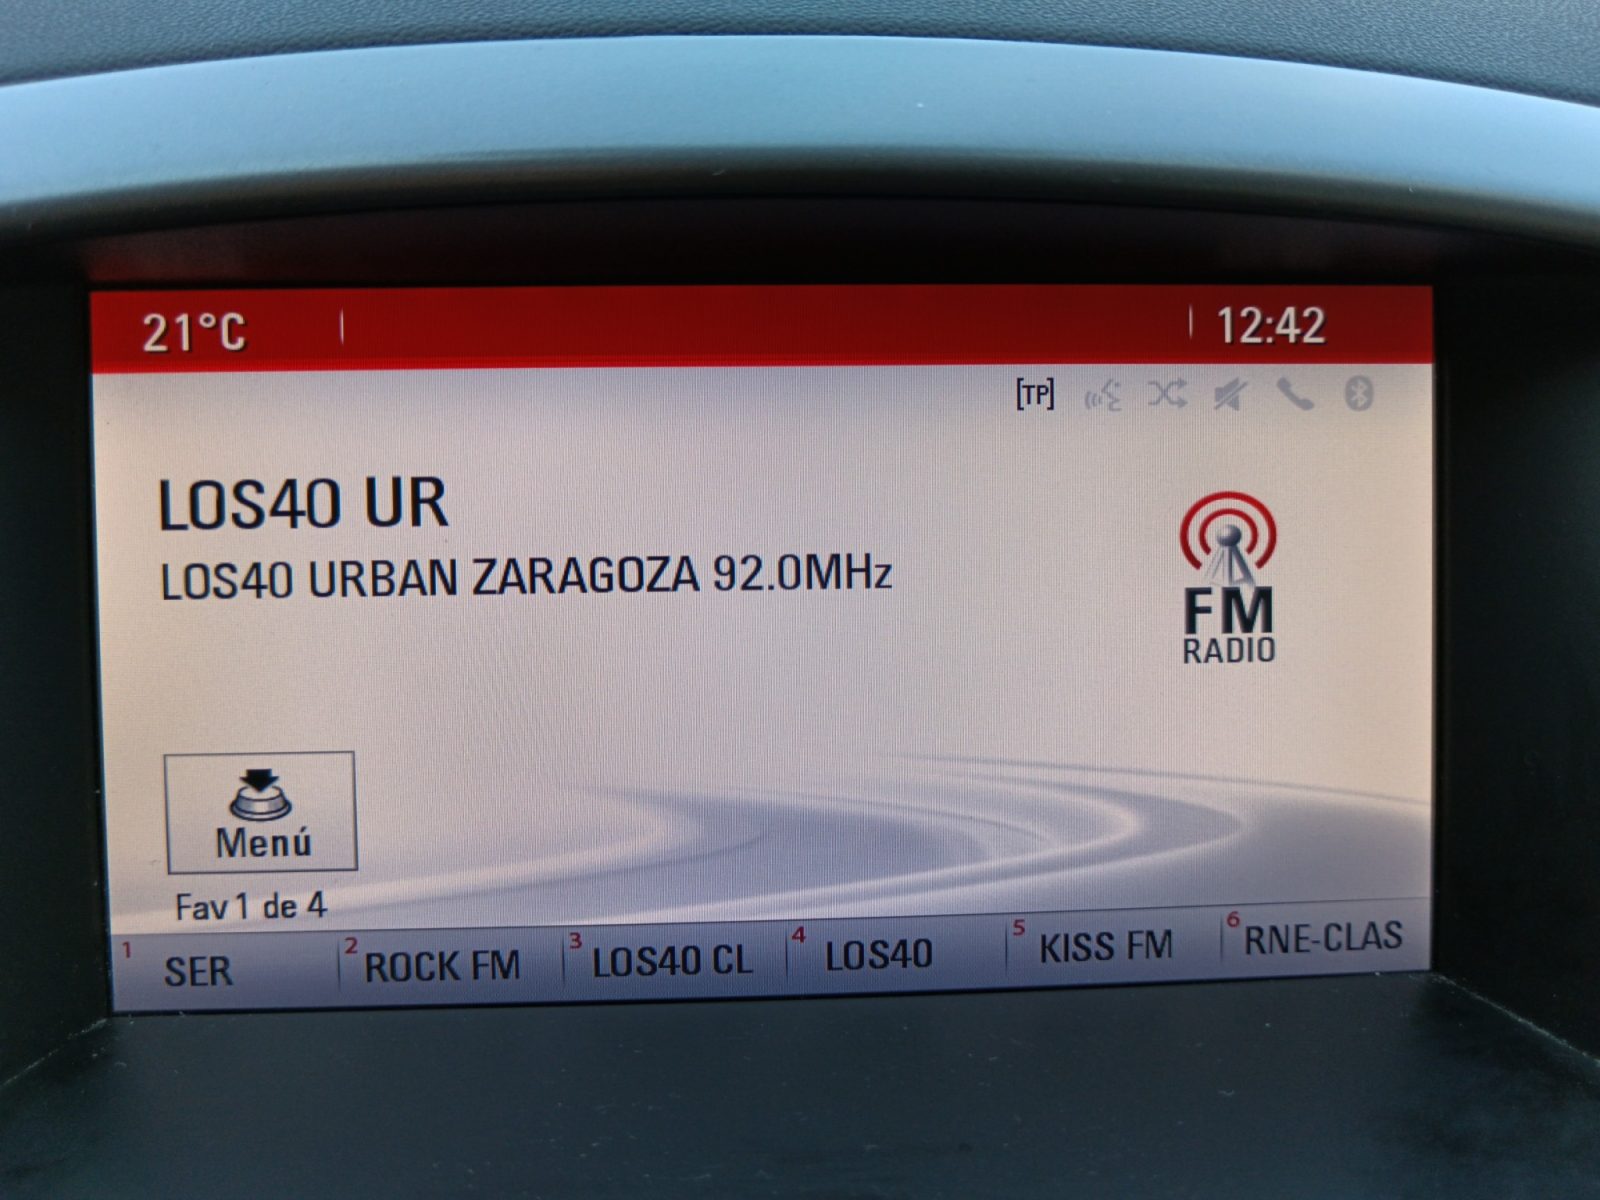 21°C 12:42
[TP]
LOS40 UR
LOS40 URBAN ZARAGOZA 92.0MHz
FM
RADIO
Menú
Fav 1 de 4
1 SER 2 ROCK FM 3 LOS40 CL 4 LOS40 5 KISS FM 6 RNE-CLAS